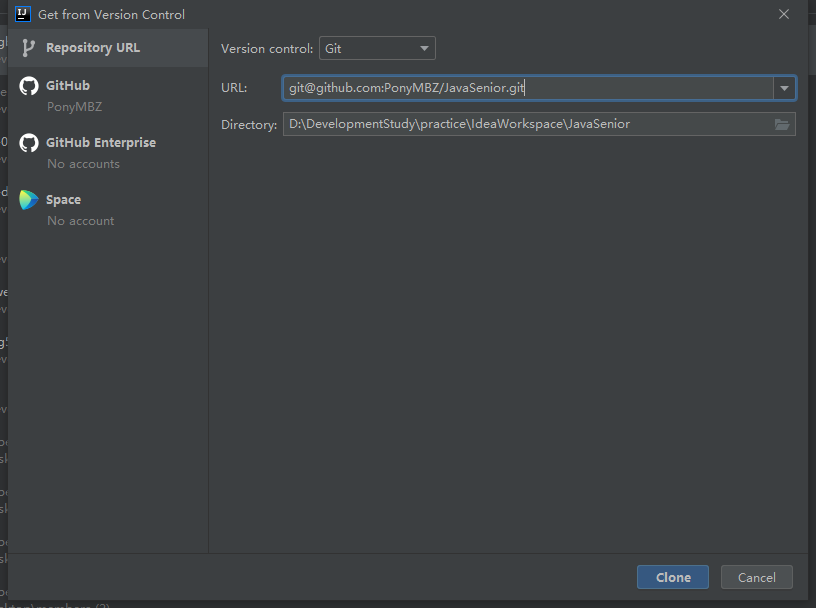 Get from Version Control
Repository URL
GitHub
PonyMBZ
GitHub Enterprise
No accounts
Space
No account
Version control: Git
URL: git@github.com:PonyMBZ/JavaSenior.git
Directory: D:\DevelopmentStudy\practice\IdeaWorkspace\JavaSenior
Clone Cancel